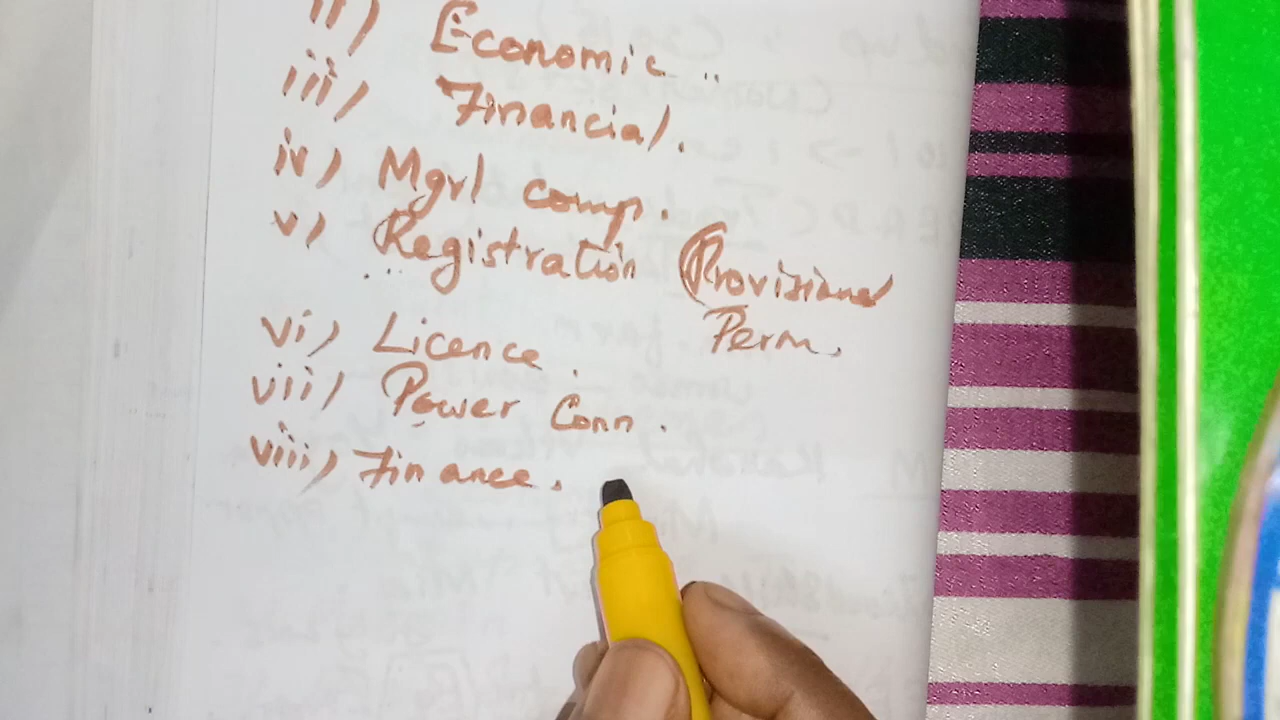 ii) Economic
iii) Financial.
iv) Mgrl comp.
v) Registration (Provisional
Perm.
vi) Licence.
vii) Power Conn.
viii) Finance.